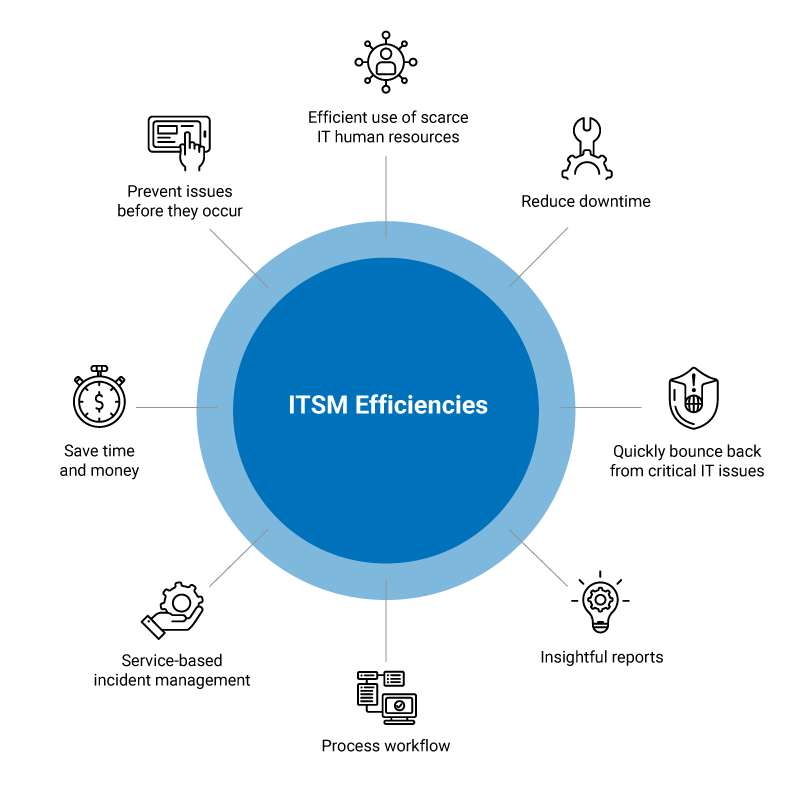 Efficient use of scarce
IT human resources
Reduce downtime
Quickly bounce back
from critical IT issues
Insightful reports
Process workflow
Service-based
incident management
Save time
and money
Prevent issues
before they occur
ITSM Efficiencies